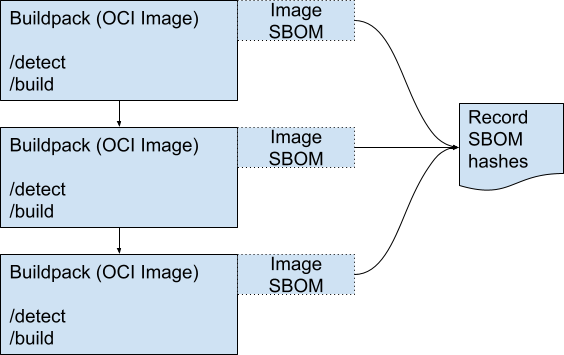 Buildpack (OCI Image)
/detect
/build
Image
SBOM
Buildpack (OCI Image)
/detect
/build
Image
SBOM
Buildpack (OCI Image)
/detect
/build
Image
SBOM
Record
SBOM
hashes